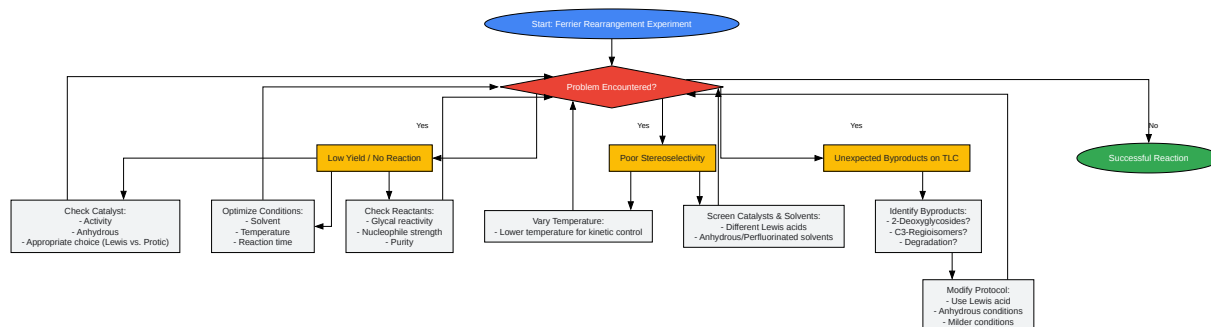 Start: Ferrier Rearrangement Experiment
Problem Encountered?
Yes
Yes
Yes
No
Low Yield / No Reaction
Poor Stereoselectivity
Unexpected Byproducts on TLC
Successful Reaction
Check Catalyst:
- Activity
- Anhydrous
- Appropriate choice (Lewis vs. Protic)
Optimize Conditions:
- Solvent
- Temperature
- Reaction time
Check Reactants:
- Glycal reactivity
- Nucleophile strength
- Purity
Vary Temperature:
- Lower temperature for kinetic control
Screen Catalysts & Solvents:
- Different Lewis acids
- Anhydrous/Perfluorinated solvents
Identify Byproducts:
- 2-Deoxyglycosides?
- C3-Regioisomers?
- Degradation?
Modify Protocol:
- Use Lewis acid
- Anhydrous conditions
- Milder conditions